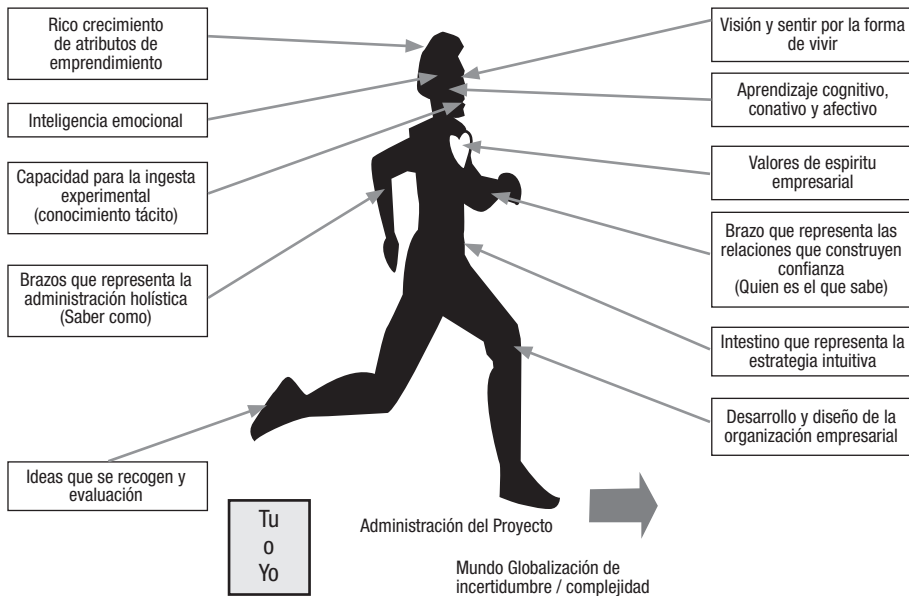 Rico crecimiento
de atributos de
emprendimiento
Inteligencia emocional
Capacidad para la ingesta
experimental
(conocimiento tácito)
Brazos que representa la
administración holística
(Saber como)
Ideas que se recogen y
evaluación
Visión y sentir por la forma
de vivir
Aprendizaje cognitivo,
conativo y afectivo
Valores de espiritu
empresarial
Brazo que representa las
relaciones que construyen
confianza
(Quien es el que sabe)
Intestino que representa la
estrategia intuitiva
Desarrollo y diseño de la
organización empresarial
Tu
o
Yo
Administración del Proyecto
Mundo Globalización de
incertidumbre / complejidad